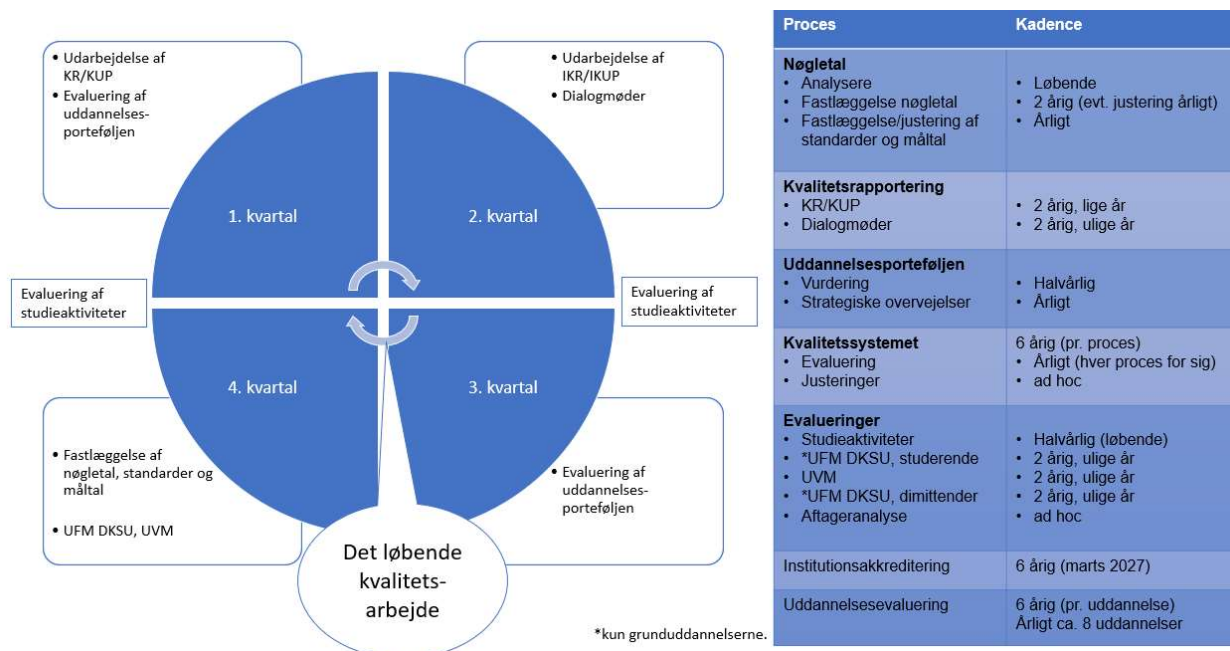 • Udarbejdelse af
KR/KUP
• Evaluering af
uddannelses-
porteføljen
• Udarbejdelse af
IKR/IKUP
• Dialogmøder
1. kvartal
2. kvartal
Evaluering af
studieaktiviteter
Evaluering af
studieaktiviteter
4. kvartal
3. kvartal
• Fastlæggelse af
nøgletal, standarder og
måltal
• UFM DKSU, UVM
• Evaluering af
uddannelses-
porteføljen
Det løbende
kvalitets-
arbejde
*kun grunduddannelserne.
Proces Kadence
Nøgletal
• Analysere • Løbende
• Fastlæggelse nøgletal • 2 årig (evt. justering årligt)
• Fastlæggelse/justering af • Årligt
standarder og måltal
Kvalitetsrapportering
• KR/KUP • 2 årig, lige år
• Dialogmøder • 2 årig, ulige år
Uddannelsesporteføljen
• Vurdering • Halvårlig
• Strategiske overvejelser • Årligt
Kvalitetssystemet 6 årig (pr. proces)
• Evaluering • Årligt (hver proces for sig)
• Justeringer • ad hoc
Evalueringer
• Studieaktiviteter • Halvårlig (løbende)
• *UFM DKSU, studerende • 2 årig, ulige år
• UVM • 2 årig, ulige år
• *UFM DKSU, dimittender • 2 årig, ulige år
• Aftageranalyse • ad hoc
Institutionsakkreditering 6 årig (marts 2027)
Uddannelsesevaluering 6 årig (pr. uddannelse)
Årligt ca. 8 uddannelser